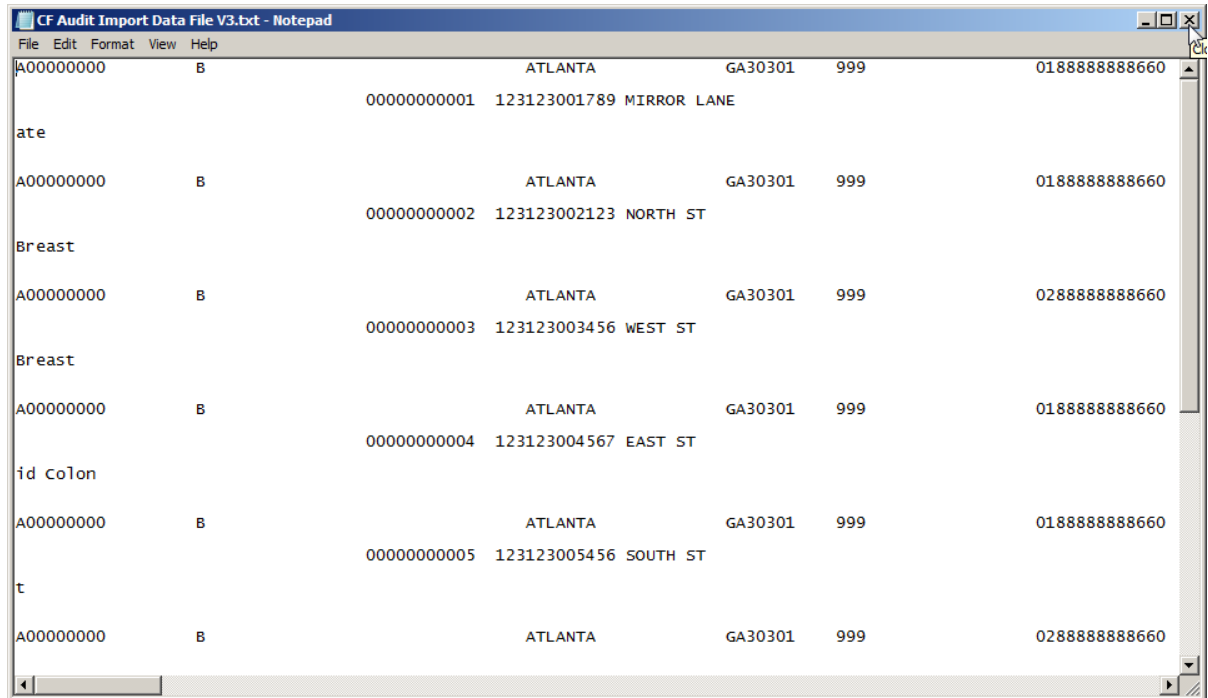 CF Audit Import Data File V3.txt - Notepad
File Edit Format View Help
A00000000 B ATLANTA GA30301 999 0188888888660
00000000001 123123001789 MIRROR LANE
ate
A00000000 B ATLANTA GA30301 999 0188888888660
00000000002 123123002123 NORTH ST
Breast
A00000000 B ATLANTA GA30301 999 0288888888660
00000000003 123123003456 WEST ST
Breast
A00000000 B ATLANTA GA30301 999 0188888888660
00000000004 123123004567 EAST ST
id Colon
A00000000 B ATLANTA GA30301 999 0188888888660
00000000005 123123005456 SOUTH ST
t
A00000000 B ATLANTA GA30301 999 0288888888660